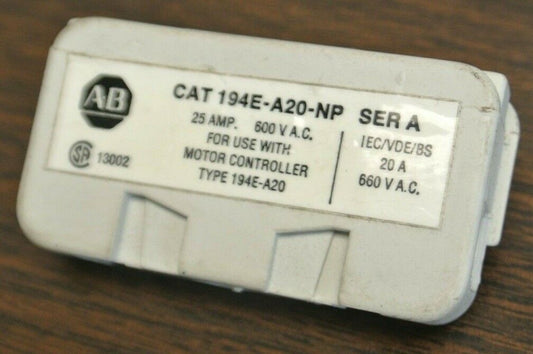 AB
CAT 194E-A20-NP SER A
25 AMP. 600 V A.C.
FOR USE WITH
MOTOR CONTROLLER
TYPE 194E-A20
IEC/VDE/BS
20 A
660 V A.C.
SA 13002